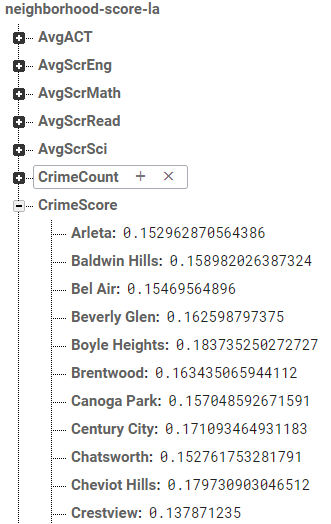 neighborhood-score-la
AvgACT
AvgScrEng
AvgScrMath
AvgScrRead
AvgScrSci
CrimeCount + ×
CrimeScore
Arleta: 0.152962870564386
Baldwin Hills: 0.158982026387324
Bel Air: 0.15469564896
Beverly Glen: 0.162598797375
Boyle Heights: 0.183735250272727
Brentwood: 0.163435065944112
Canoga Park: 0.157048592671591
Century City: 0.171093464931183
Chatsworth: 0.152761753281791
Cheviot Hills: 0.179730903046512
Crestview: 0.137871235